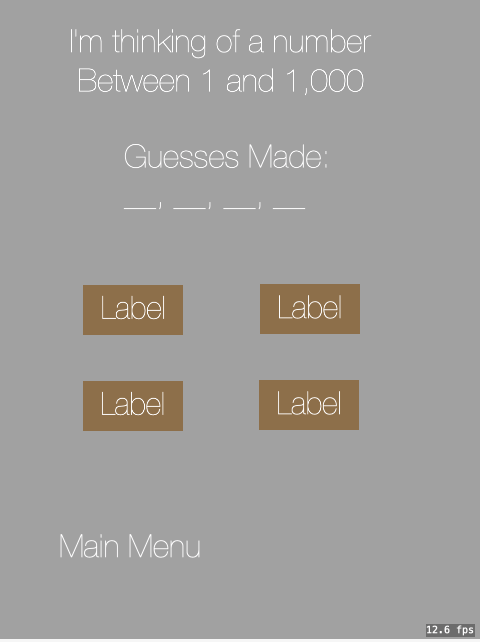 I'm thinking of a number
Between 1 and 1,000
Guesses Made:
__, __, __, __
Label Label
Label Label
Main Menu
12.6 fps